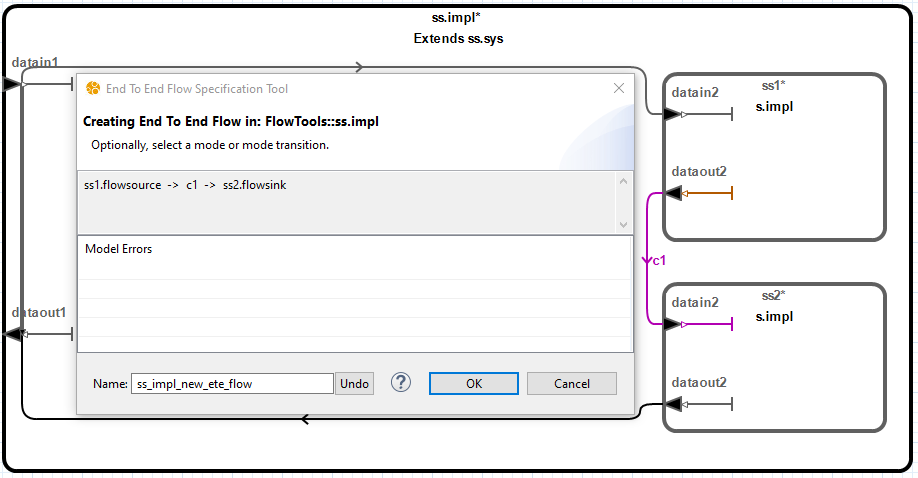 ss.impl*
Extends ss.sys
datain1
End To End Flow Specification Tool
Creating End To End Flow in: FlowTools::ss.impl
Optionally, select a mode or mode transition.
ss1.flowsource -> c1 -> ss2.flowsink
Model Errors
dataout1
Name: ss_impl_new_ete_flow Undo ? OK Cancel
ss1*
datain2
s.impl
dataout2
c1
ss2*
datain2
s.impl
dataout2